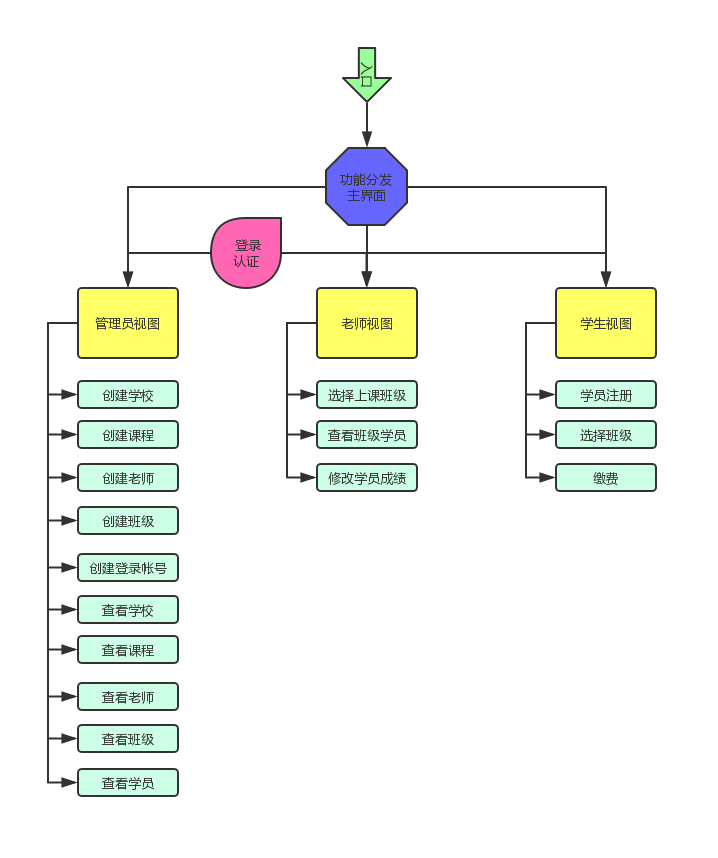 入口
功能分发
主界面
登录
认证
管理员视图
老师视图
学生视图
创建学校
创建课程
创建老师
创建班级
创建登录帐号
查看学校
查看课程
查看老师
查看班级
查看学员
选择上课班级
查看班级学员
修改学员成绩
学员注册
选择班级
缴费